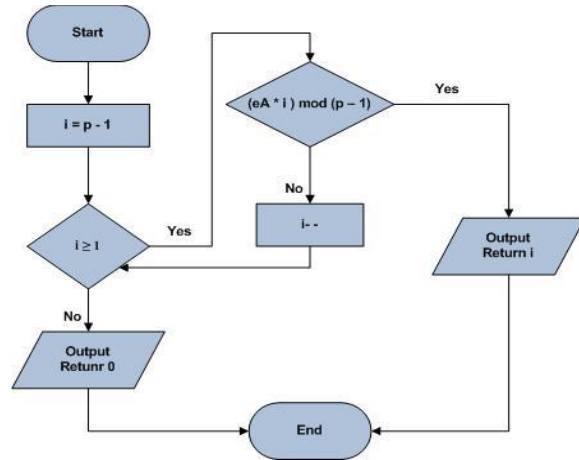 Start
i = p - 1
i ≥ 1
Yes
No
Output
Retunr 0
(eA * i ) mod (p – 1)
Yes
No
i- -
Output
Return i
End